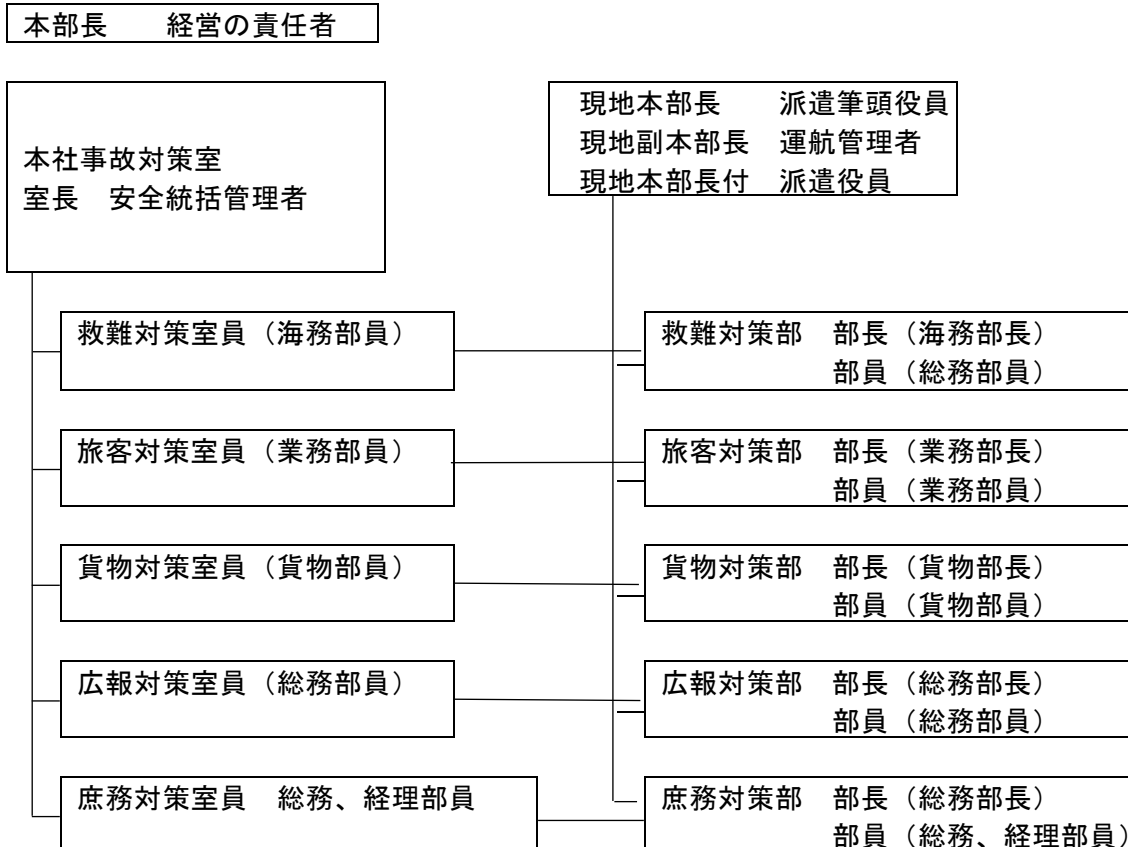 本部長　　経営の責任者
本社事故対策室
室長　安全統括管理者
現地本部長　　派遣筆頭役員
現地副本部長　運航管理者
現地本部長付　派遣役員
救難対策室員（海務部員）
救難対策部　部長（海務部長）
部員（総務部員）
旅客対策室員（業務部員）
旅客対策部　部長（業務部長）
部員（業務部員）
貨物対策室員（貨物部員）
貨物対策部　部長（貨物部長）
部員（貨物部員）
広報対策室員（総務部員）
広報対策部　部長（総務部長）
部員（総務部員）
庶務対策室員　総務、経理部員
庶務対策部　部長（総務部長）
部員（総務、経理部員）